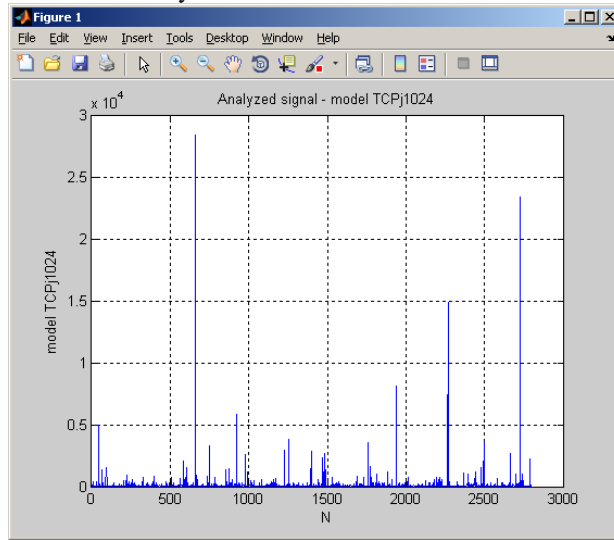 Figure 1
File Edit View Insert Tools Desktop Window Help
x 10^4
Analyzed signal - model TCPj1024
3
2.5
2
1.5
1
0.5
0
model TCPj1024
0 500 1000 1500 2000 2500 3000
N